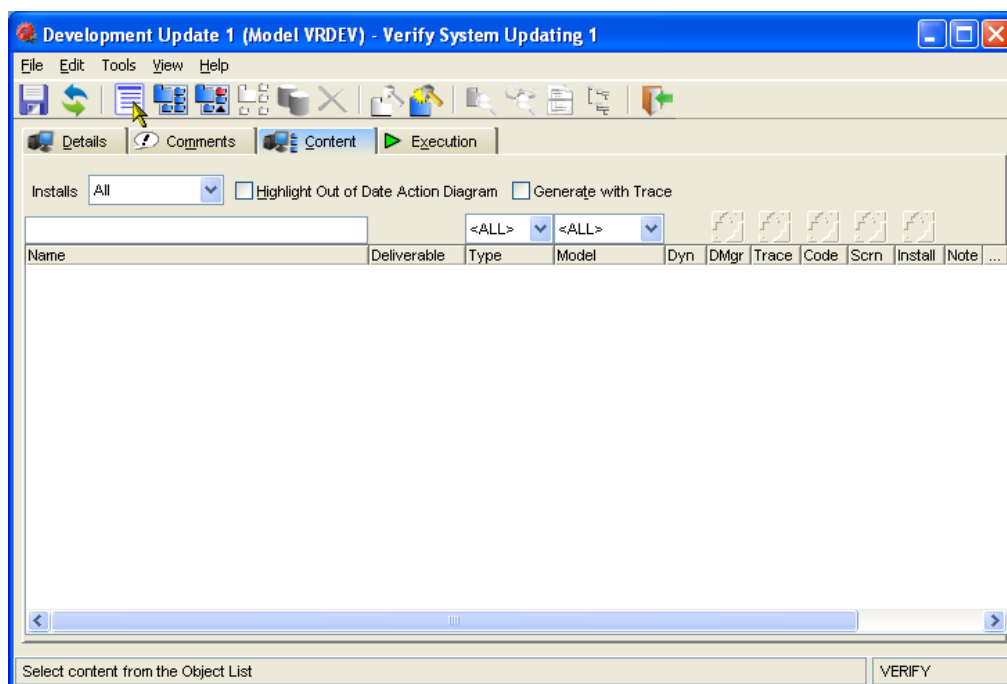 Development Update 1 (Model VRDEV) - Verify System Updating 1
File Edit Tools View Help
Details Comments Content Execution
Installs All Highlight Out of Date Action Diagram Generate with Trace
<ALL> <ALL>
Name Deliverable Type Model Dyn DMgr Trace Code Scrn Install Note ...
Select content from the Object List VERIFY